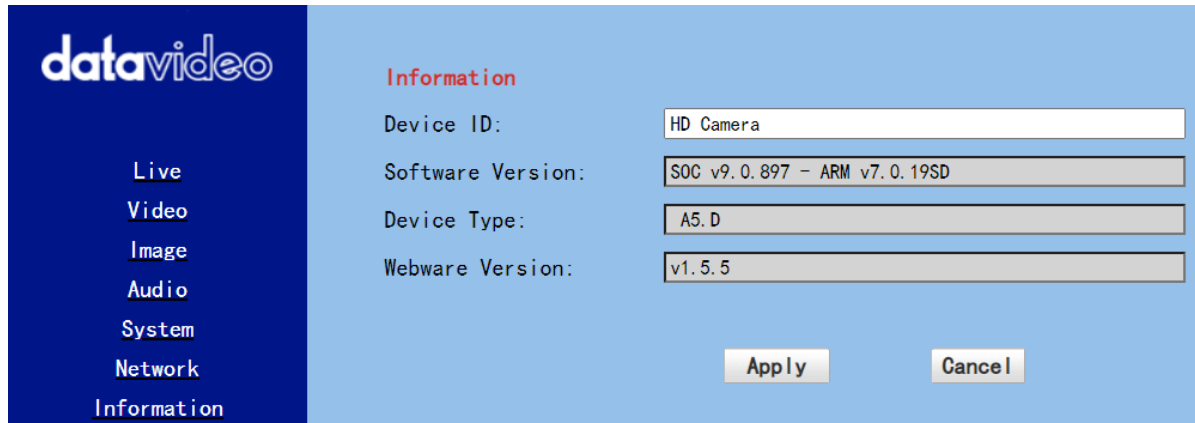 datavideo
Live
Video
Image
Audio
System
Network
Information
Information
Device ID: HD Camera
Software Version: SOC v9.0.897 - ARM v7.0.19SD
Device Type: A5.D
Webware Version: v1.5.5
Apply Cancel